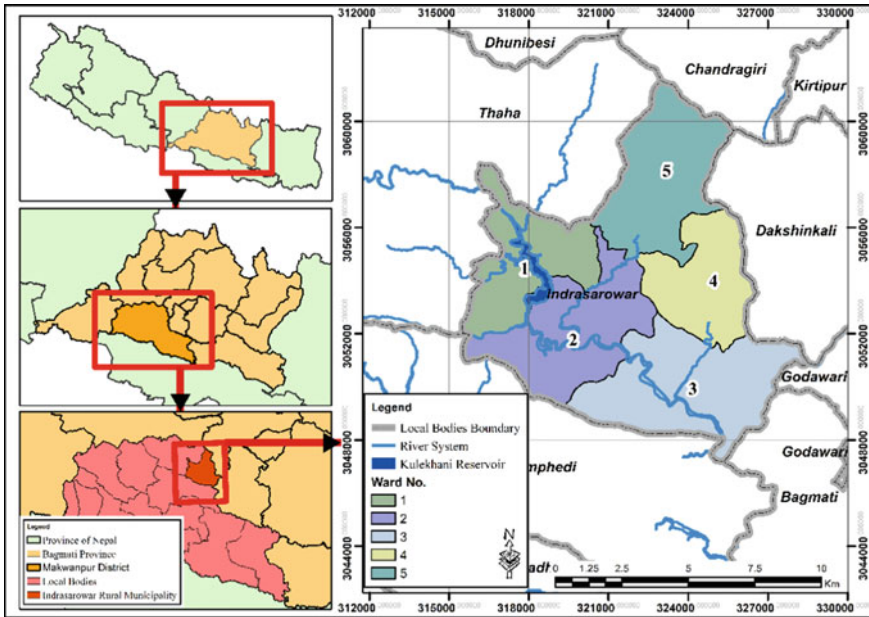 312000 315000 318000 321000 324000 327000 330000
Dhunibesi
Chandragiri
Kirtipur
Thaha
3060000
3060000
5
3056000
3056000
Dakshinkali
1
4
Indrasarowar
3052000
3052000
2
3
Godawari
Legend
Local Bodies Boundary
River System
Kulekhani Reservoir
Ward No.
1
2
3
4
5
3048000
3048000
mphedi
Godawari
Bagmati
N
3044000
3044000
adh
0 1.25 2.5 5 7.5 10
Km
312000 315000 318000 321000 324000 327000 330000
Legend
Province of Nepal
Bagmati Province
Makwanpur District
Local Bodies
Indrasarowar Rural Municipality